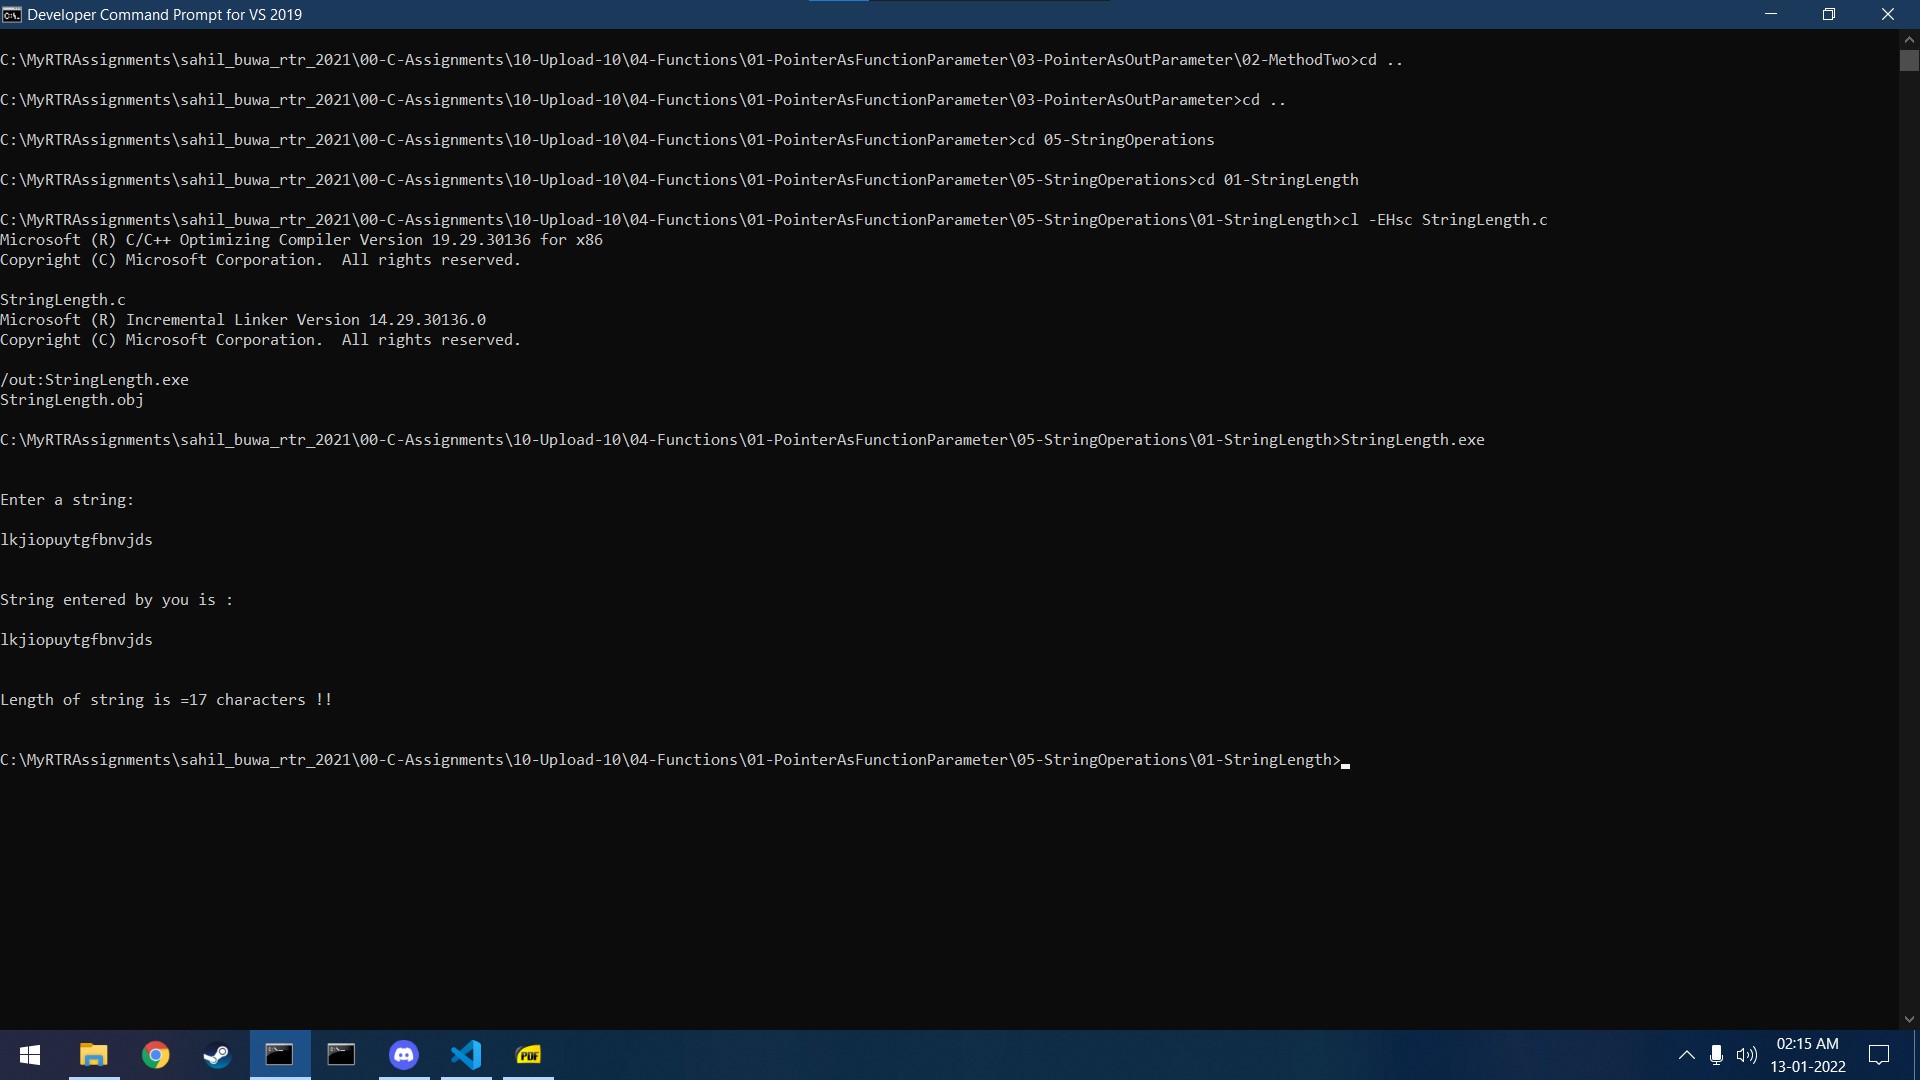 Developer Command Prompt for VS 2019
C:\MyRTRAssignments\sahil_buwa_rtr_2021\00-C-Assignments\10-Upload-10\04-Functions\01-PointerAsFunctionParameter\03-PointerAsOutParameter\02-MethodTwo>cd ..
C:\MyRTRAssignments\sahil_buwa_rtr_2021\00-C-Assignments\10-Upload-10\04-Functions\01-PointerAsFunctionParameter\03-PointerAsOutParameter>cd ..
C:\MyRTRAssignments\sahil_buwa_rtr_2021\00-C-Assignments\10-Upload-10\04-Functions\01-PointerAsFunctionParameter>cd 05-StringOperations
C:\MyRTRAssignments\sahil_buwa_rtr_2021\00-C-Assignments\10-Upload-10\04-Functions\01-PointerAsFunctionParameter\05-StringOperations>cd 01-StringLength
C:\MyRTRAssignments\sahil_buwa_rtr_2021\00-C-Assignments\10-Upload-10\04-Functions\01-PointerAsFunctionParameter\05-StringOperations\01-StringLength>cl -EHsc StringLength.c
Microsoft (R) C/C++ Optimizing Compiler Version 19.29.30136 for x86
Copyright (C) Microsoft Corporation.  All rights reserved.
StringLength.c
Microsoft (R) Incremental Linker Version 14.29.30136.0
Copyright (C) Microsoft Corporation.  All rights reserved.
/out:StringLength.exe
StringLength.obj
C:\MyRTRAssignments\sahil_buwa_rtr_2021\00-C-Assignments\10-Upload-10\04-Functions\01-PointerAsFunctionParameter\05-StringOperations\01-StringLength>StringLength.exe
Enter a string:
lkjiopuytgfbnvjds
String entered by you is :
lkjiopuytgfbnvjds
Length of string is =17 characters !!
C:\MyRTRAssignments\sahil_buwa_rtr_2021\00-C-Assignments\10-Upload-10\04-Functions\01-PointerAsFunctionParameter\05-StringOperations\01-StringLength>
PDF
02:15 AM
13-01-2022